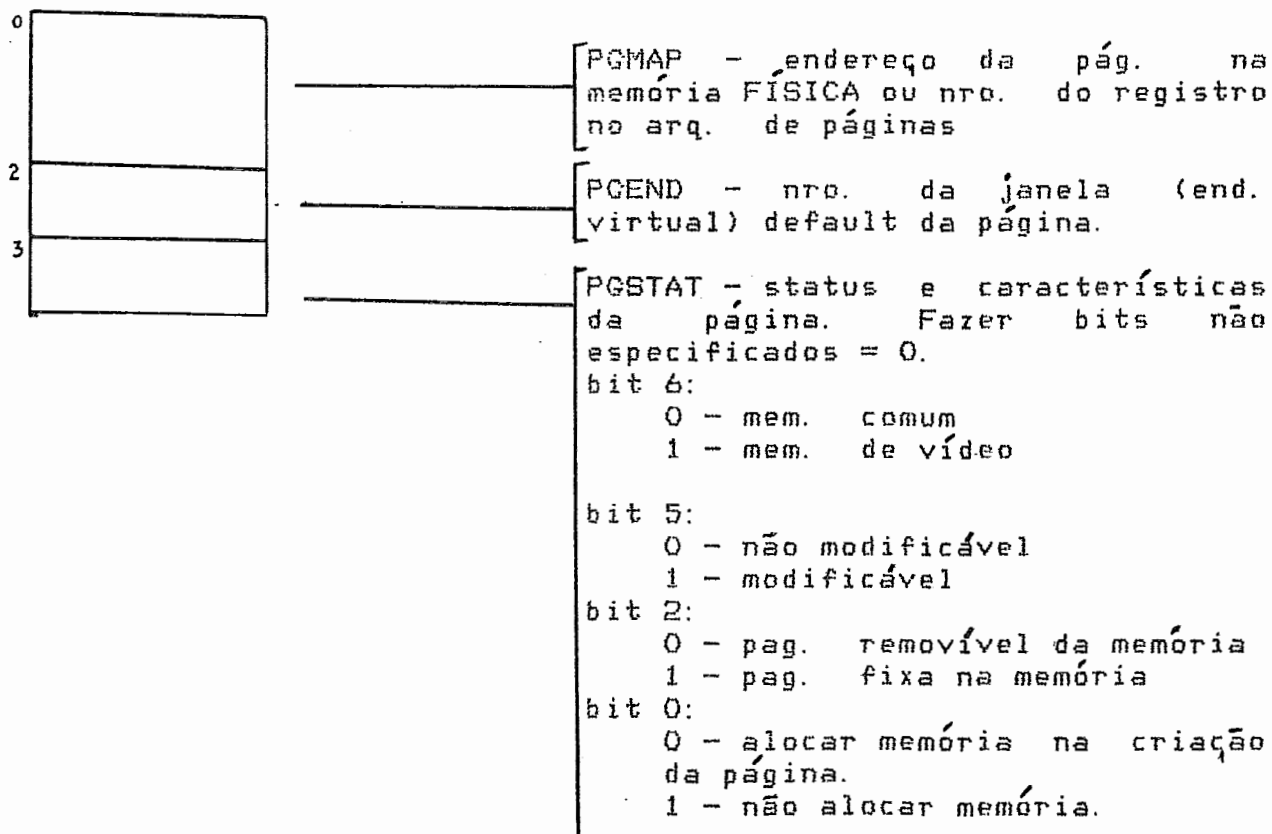 0
PGMAP - endereço da pág. na
memória FÍSICA ou nro. do registro
no arq. de páginas
2
PGEND - nro. da janela (end.
virtual) default da página.
3
PGSTAT - status e características
da página. Fazer bits não
especificados = 0.
bit 6:
0 - mem. comum
1 - mem. de vídeo
bit 5:
0 - não modificável
1 - modificável
bit 2:
0 - pag. removível da memória
1 - pag. fixa na memória
bit 0:
0 - alocar memória na criação
da página.
1 - não alocar memória.